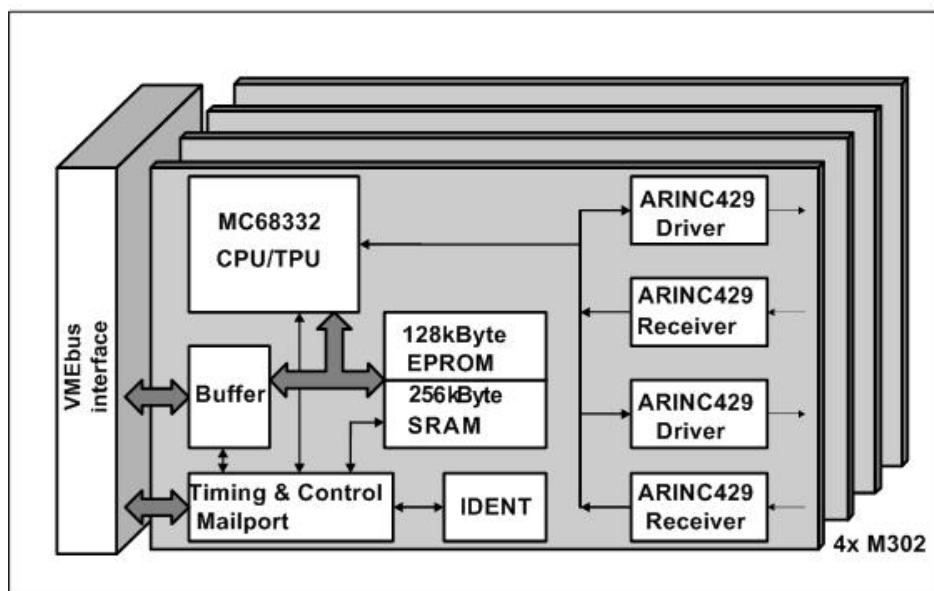 MC68332
CPU/TPU
ARINC429
Driver
ARINC429
Receiver
128kByte
EPROM
256kByte
SRAM
VMEbus
interface
Buffer
ARINC429
Driver
Timing & Control
Mailport
IDENT
ARINC429
Receiver
4x M302